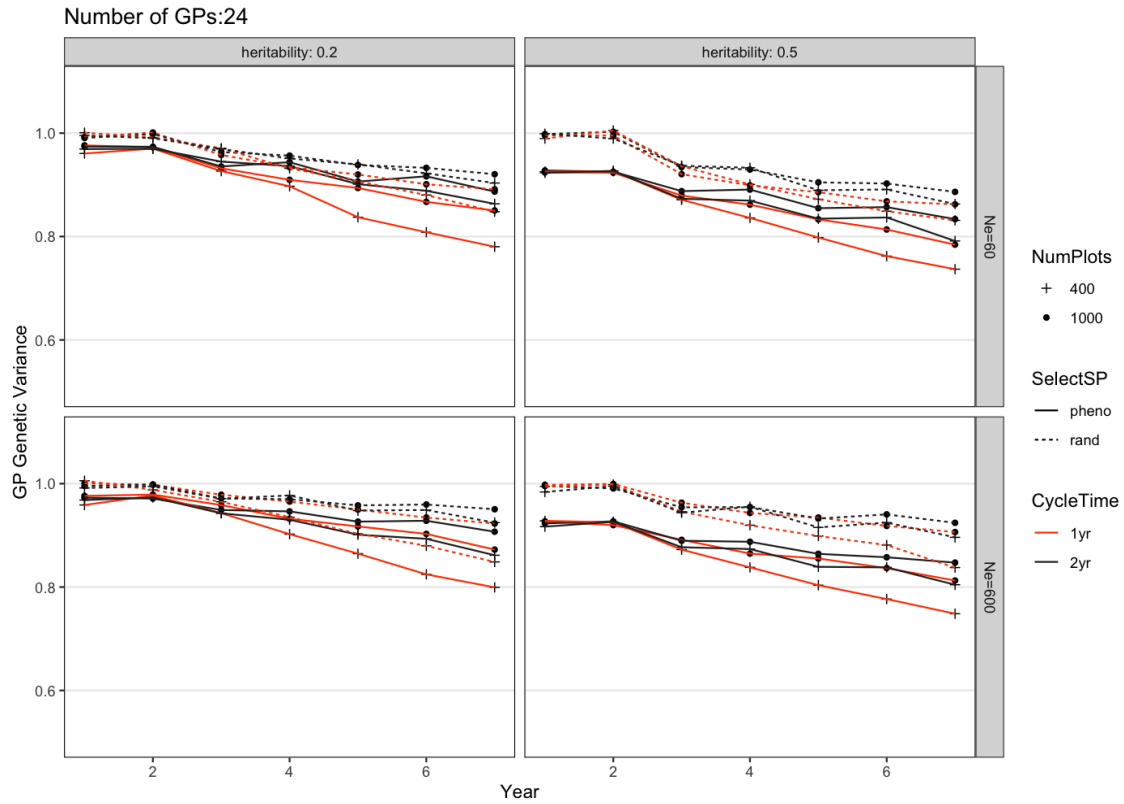 Number of GPs:24
heritability: 0.2
heritability: 0.5
GP Genetic Variance
1.0
0.8
0.6
Ne=60
1.0
0.8
0.6
Ne=600
2
4
6
2
4
6
Year
NumPlots
400
1000
SelectSP
pheno
rand
CycleTime
1yr
2yr